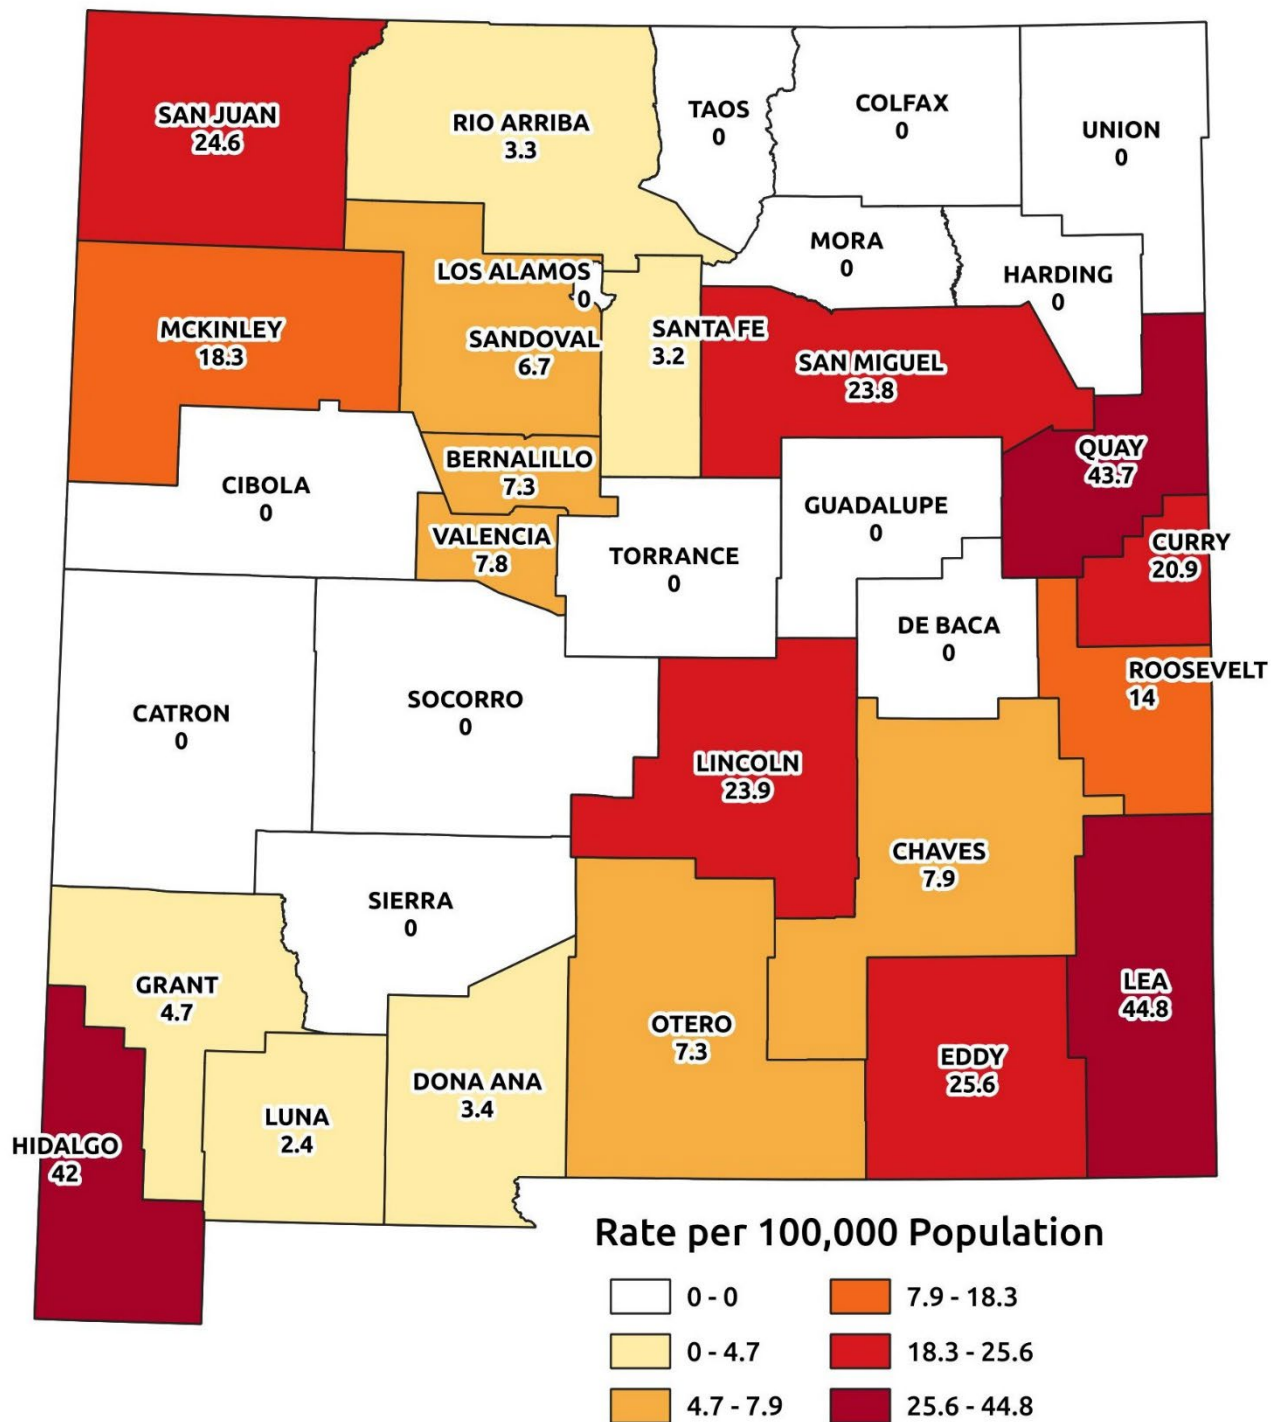 SAN JUAN
24.6
RIO ARRIBA
3.3
TAOS
0
COLFAX
0
UNION
0
MORA
0
HARDING
0
LOS ALAMOS
0
MCKINLEY
18.3
SANDOVAL
6.7
SANTA FE
3.2
SAN MIGUEL
23.8
QUAY
43.7
BERNALILLO
7.3
CIBOLA
0
GUADALUPE
0
VALENCIA
7.8
TORRANCE
0
CURRY
20.9
DE BACA
0
ROOSEVELT
14
CATRON
0
SOCORRO
0
LINCOLN
23.9
CHAVES
7.9
SIERRA
0
GRANT
4.7
LEA
44.8
OTERO
7.3
EDDY
25.6
DONA ANA
3.4
LUNA
2.4
HIDALGO
42
Rate per 100,000 Population
0 - 0
0 - 4.7
4.7 - 7.9
7.9 - 18.3
18.3 - 25.6
25.6 - 44.8